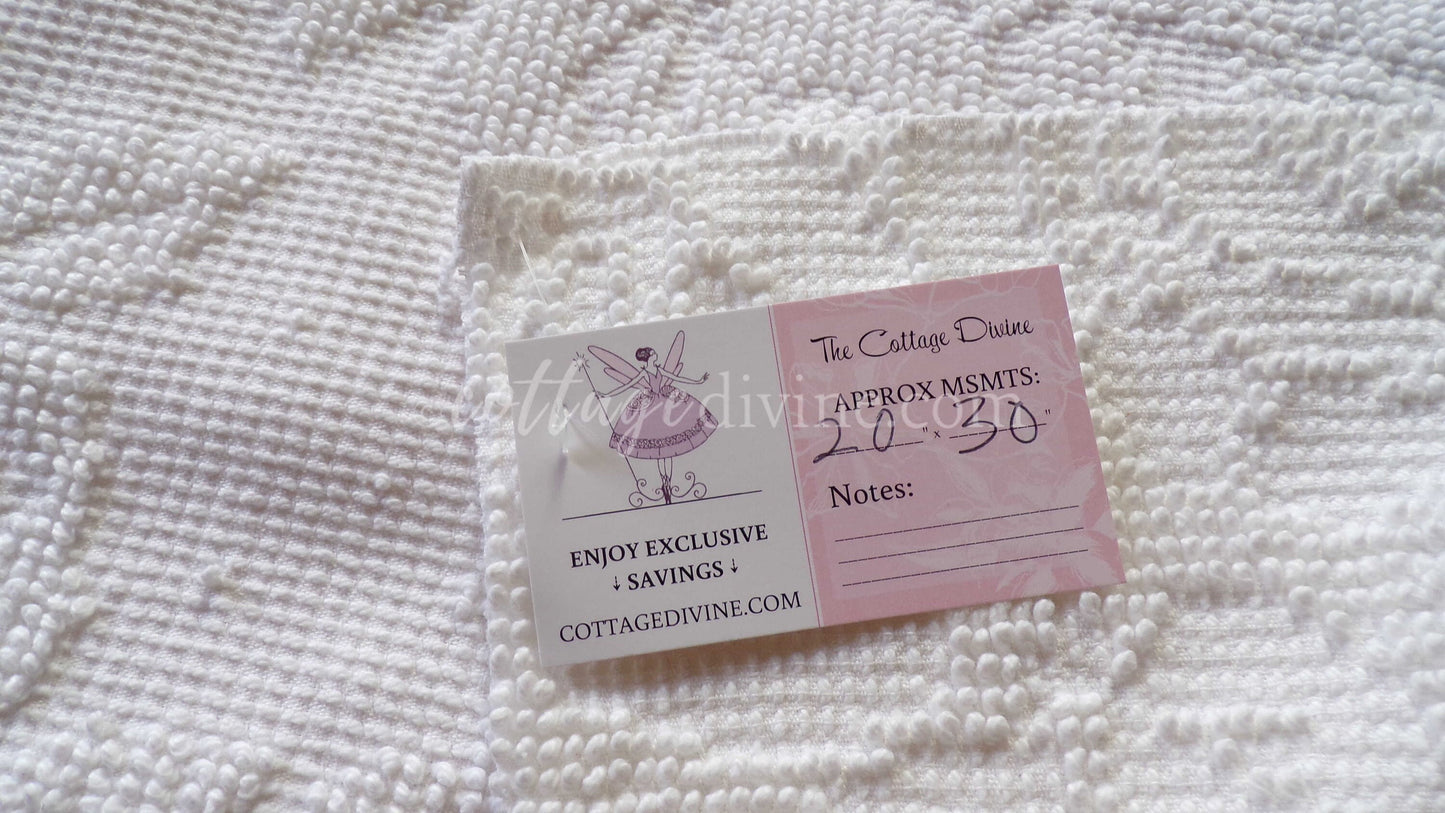 ENJOY EXCLUSIVE
↓ SAVINGS ↓
COTTAGEDIVINE.COM
The Cottage Divine
APPROX MSMTS:
20 " x 30 "
Notes:
cottagedivine.com